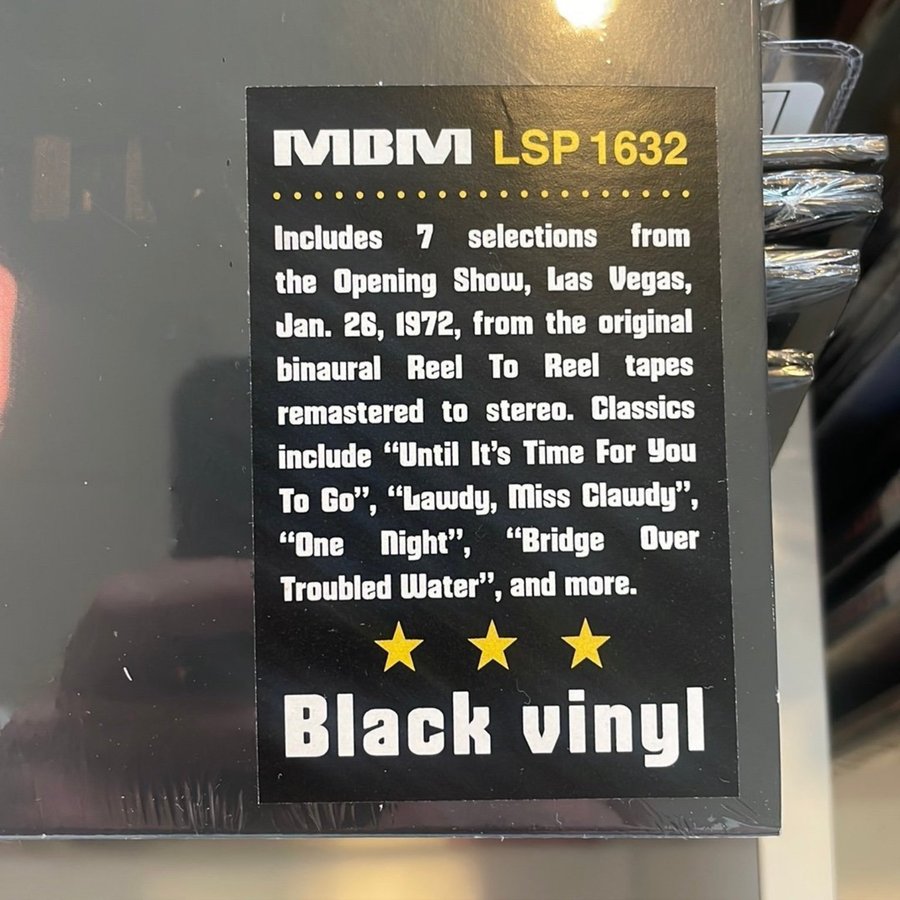 MBM LSP 1632
Includes 7 selections from
the Opening Show, Las Vegas,
Jan. 26, 1972, from the original
binaural Reel To Reel tapes
remastered to stereo. Classics
include “Until It’s Time For You
To Go”, “Lawdy, Miss Clawdy”,
“One Night”, “Bridge Over
Troubled Water”, and more.
Black vinyl